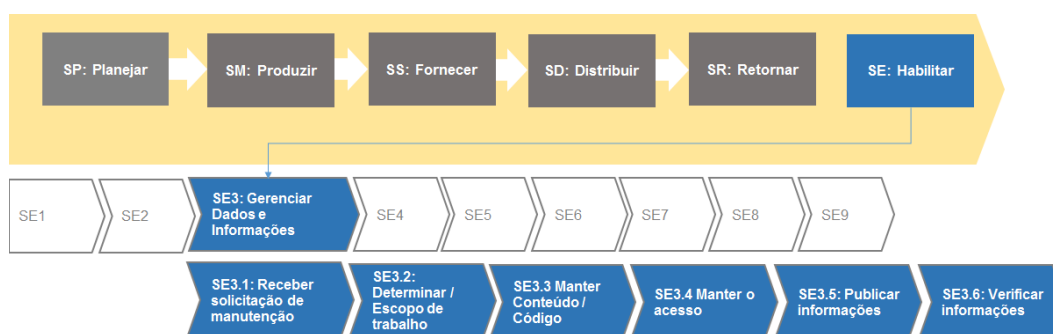 SP: Planejar
SM: Produzir
SS: Fornecer
SD: Distribuir
SR: Retornar
SE: Habilitar
SE1
SE2
SE3: Gerenciar
Dados e
Informações
SE4
SE5
SE6
SE7
SE8
SE9
SE3.1: Receber
solicitação de
manutenção
SE3.2:
Determinar /
Escopo de
trabalho
SE3.3 Manter
Conteúdo /
Código
SE3.4 Manter o
acesso
SE3.5: Publicar
informações
SE3.6: Verificar
informações